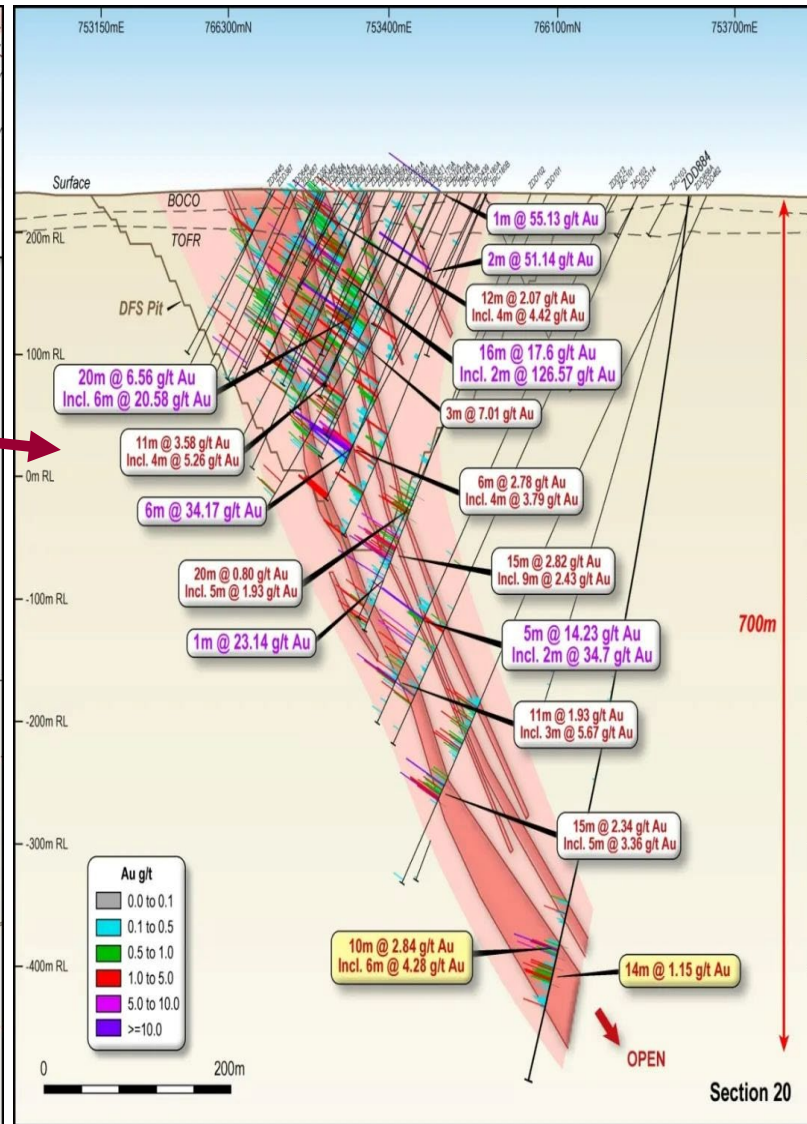 753150mE
766300mN
753400mE
766100mN
753700mE
ZDD884
Surface
BOCO
TOFR
200m RL
DFS Pit
100m RL
0m RL
-100m RL
-200m RL
-300m RL
-400m RL
1m @ 55.13 g/t Au
2m @ 51.14 g/t Au
12m @ 2.07 g/t Au
Incl. 4m @ 4.42 g/t Au
16m @ 17.6 g/t Au
Incl. 2m @ 126.57 g/t Au
20m @ 6.56 g/t Au
Incl. 6m @ 20.58 g/t Au
3m @ 7.01 g/t Au
11m @ 3.58 g/t Au
Incl. 4m @ 5.26 g/t Au
6m @ 2.78 g/t Au
Incl. 4m @ 3.79 g/t Au
6m @ 34.17 g/t Au
15m @ 2.82 g/t Au
Incl. 9m @ 2.43 g/t Au
20m @ 0.80 g/t Au
Incl. 5m @ 1.93 g/t Au
700m
5m @ 14.23 g/t Au
Incl. 2m @ 34.7 g/t Au
1m @ 23.14 g/t Au
11m @ 1.93 g/t Au
Incl. 3m @ 5.67 g/t Au
15m @ 2.34 g/t Au
Incl. 5m @ 3.36 g/t Au
10m @ 2.84 g/t Au
Incl. 6m @ 4.28 g/t Au
14m @ 1.15 g/t Au
OPEN
Au g/t
0.0 to 0.1
0.1 to 0.5
0.5 to 1.0
1.0 to 5.0
5.0 to 10.0
>=10.0
0
200m
Section 20